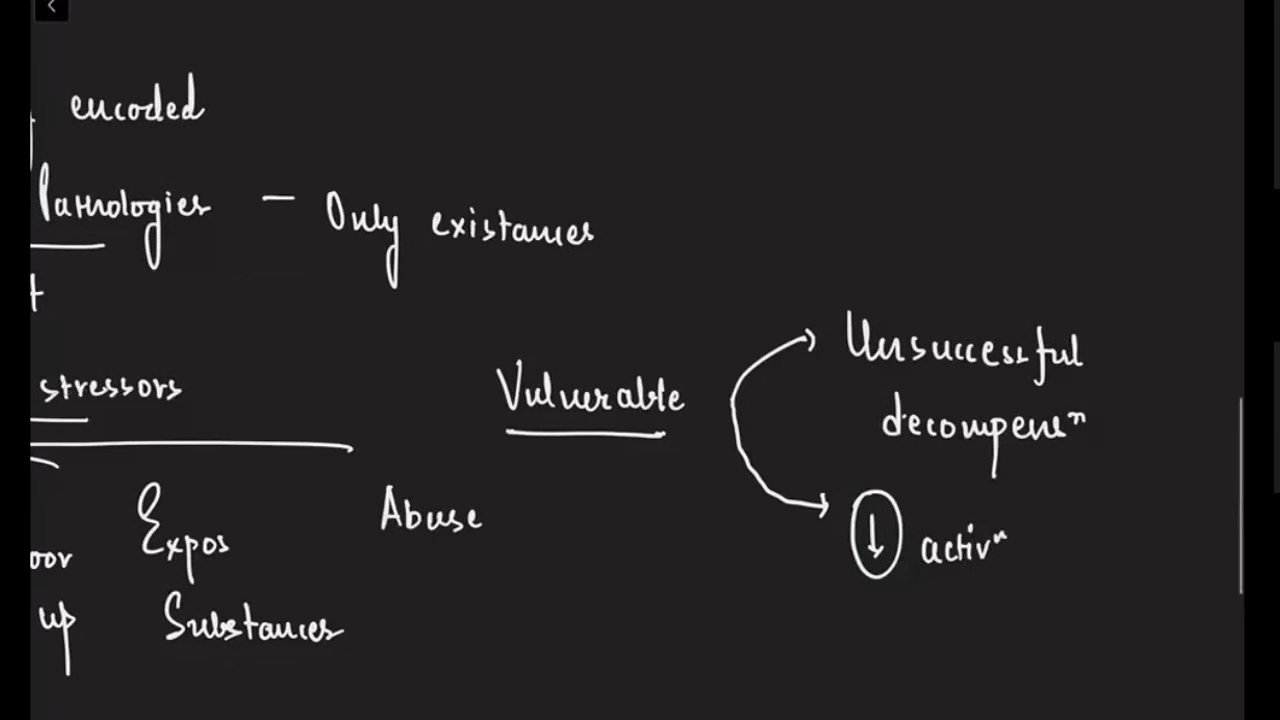 encoded
Pathologies - Only existances
t
stressors
Vulnerable
Unsuccessful
decompensⁿ
Expos
Abuse
↓ activⁿ
oor
up
Substances